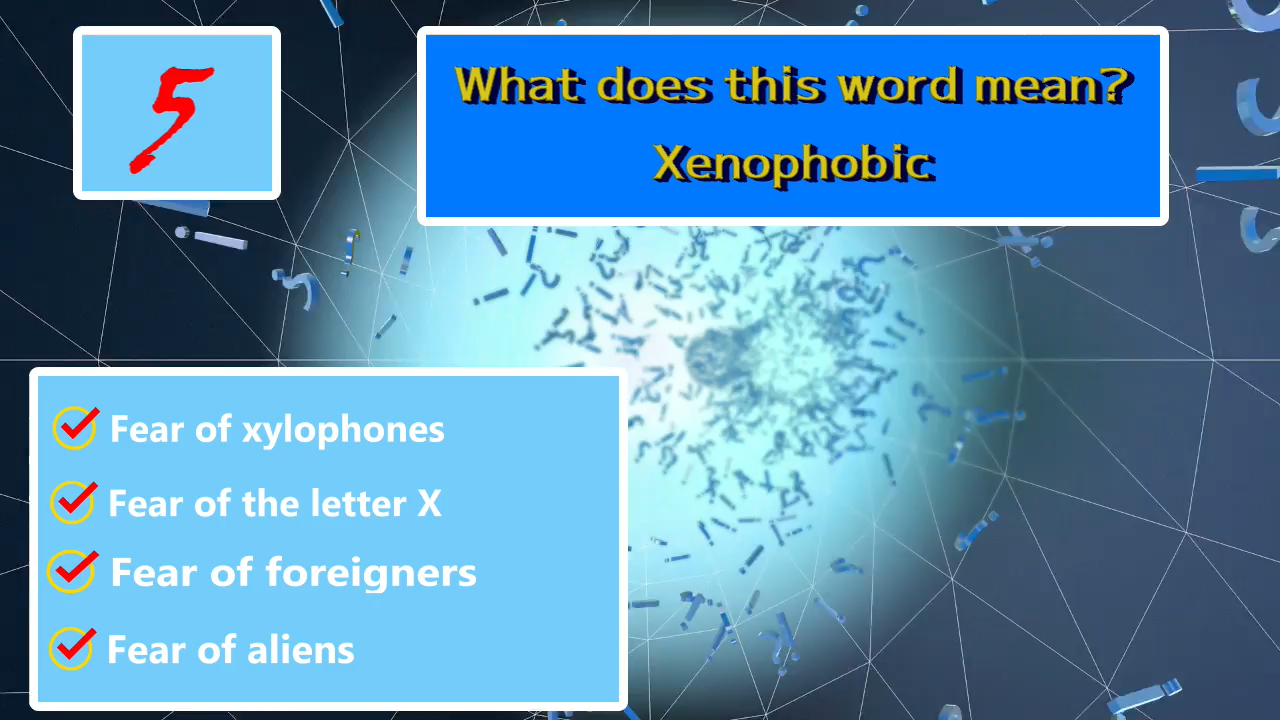 5
What does this word mean?
Xenophobic
Fear of xylophones
Fear of the letter X
Fear of foreigners
Fear of aliens